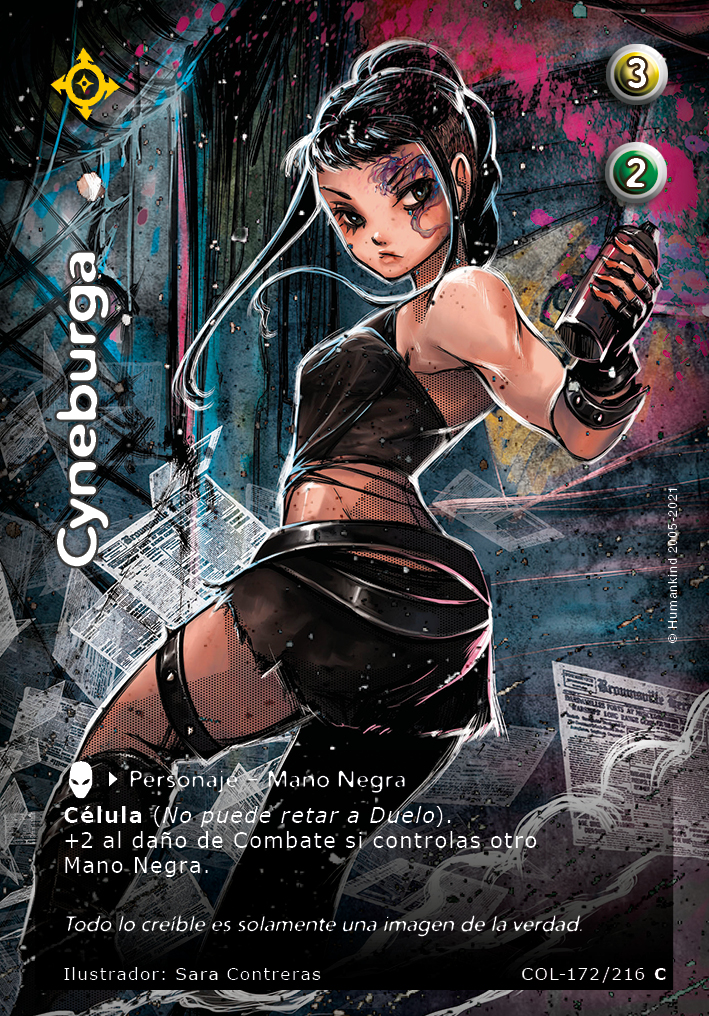 3
2
Cyneburga
© Humankind 2005-2021
Personaje - Mano Negra
Célula (No puede retar a Duelo).
+2 al daño de Combate si controlas otro
Mano Negra.
Todo lo creíble es solamente una imagen de la verdad.
Ilustrador: Sara Contreras
COL-172/216 C